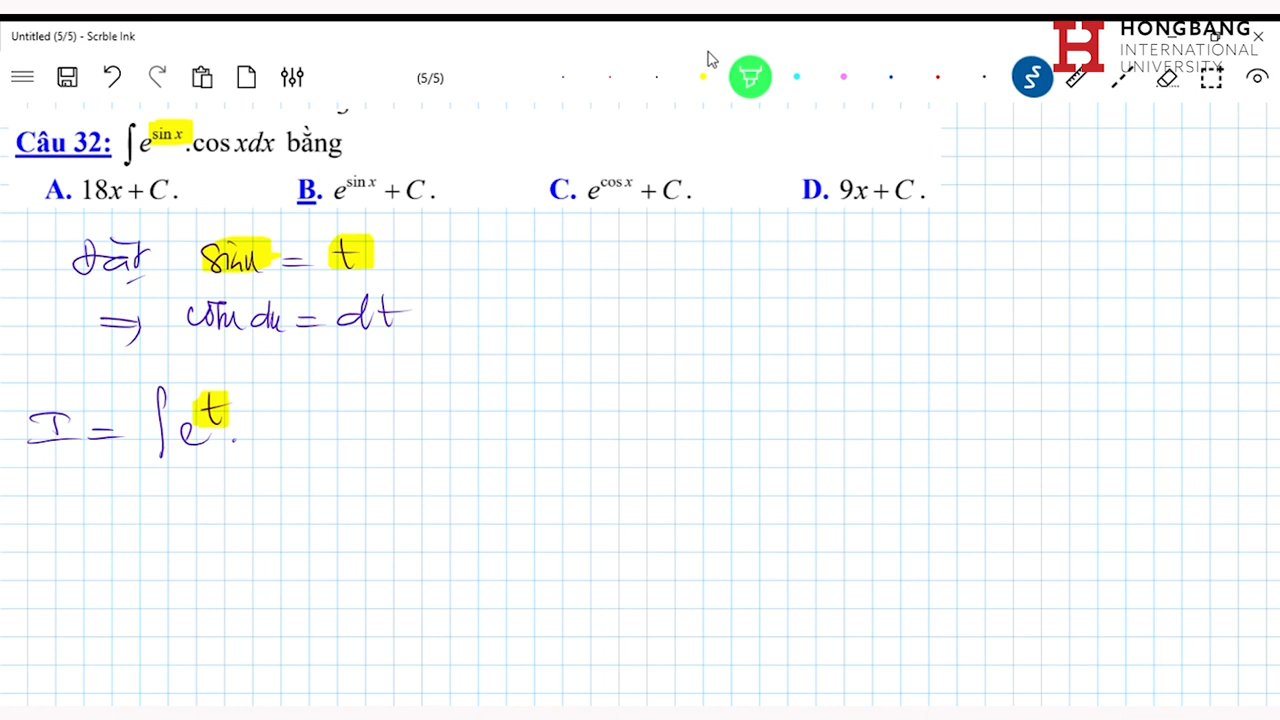 Untitled (5/5) - Scrble Ink
HONGBANG
INTERNATIONAL
UNIVERSITY
(5/5)
Câu 32: ∫ e^{sin x}.cos xdx bằng
A. 18x + C. B. e^{sin x} + C. C. e^{cos x} + C. D. 9x + C.
Đặt sinx = t
⇒ cosx dx = dt
I = ∫ e^t.